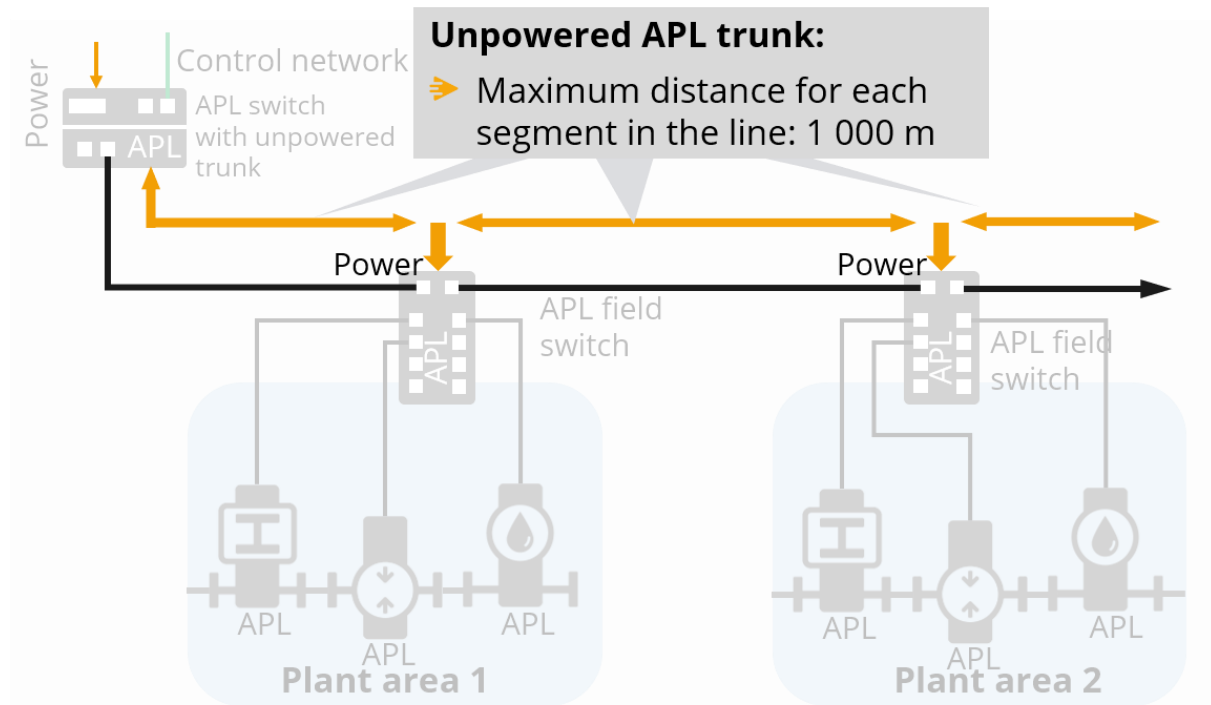 Unpowered APL trunk:
Maximum distance for each
segment in the line: 1 000 m
Power
Control network
APL switch
with unpowered
trunk
APL
Power
Power
APL field
switch
APL field
switch
APL
APL
APL
APL
APL
Plant area 1
APL
APL
APL
Plant area 2